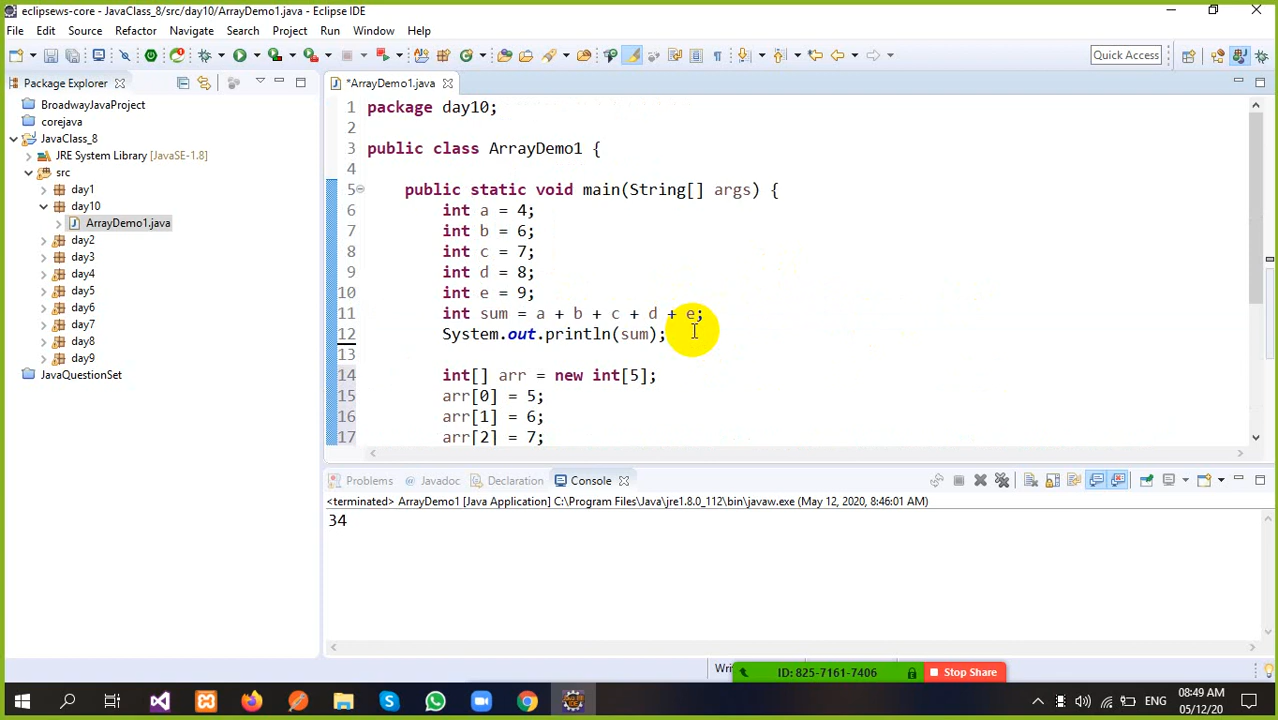 eclipsews-core - JavaClass_8/src/day10/ArrayDemo1.java - Eclipse IDE
File Edit Source Refactor Navigate Search Project Run Window Help
Quick Access
Package Explorer
BroadwayJavaProject
corejava
JavaClass_8
JRE System Library [JavaSE-1.8]
src
day1
day10
ArrayDemo1.java
day2
day3
day4
day5
day6
day7
day8
day9
JavaQuestionSet
*ArrayDemo1.java
1 package day10;
2
3 public class ArrayDemo1 {
4
5 public static void main(String[] args) {
6 int a = 4;
7 int b = 6;
8 int c = 7;
9 int d = 8;
10 int e = 9;
11 int sum = a + b + c + d + e;
12 System.out.println(sum);
13
14 int[] arr = new int[5];
15 arr[0] = 5;
16 arr[1] = 6;
17 arr[2] = 7;
Problems Javadoc Declaration Console
<terminated> ArrayDemo1 [Java Application] C:\Program Files\Java\jre1.8.0_112\bin\javaw.exe (May 12, 2020, 8:46:01 AM)
34
ID: 825-7161-7406 Stop Share
ENG
08:49 AM
05/12/20